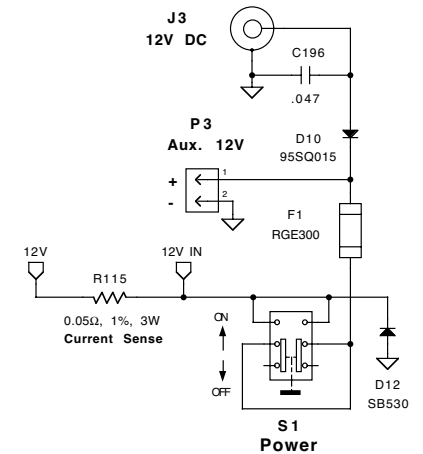 J3
12V DC
C196
.047
P3
Aux. 12V
D10
95SQ015
+
1
-
2
F1
RGE300
12V
12V IN
R115
0.05Ω, 1%, 3W
Current Sense
ON
OFF
D12
SB530
S1
Power